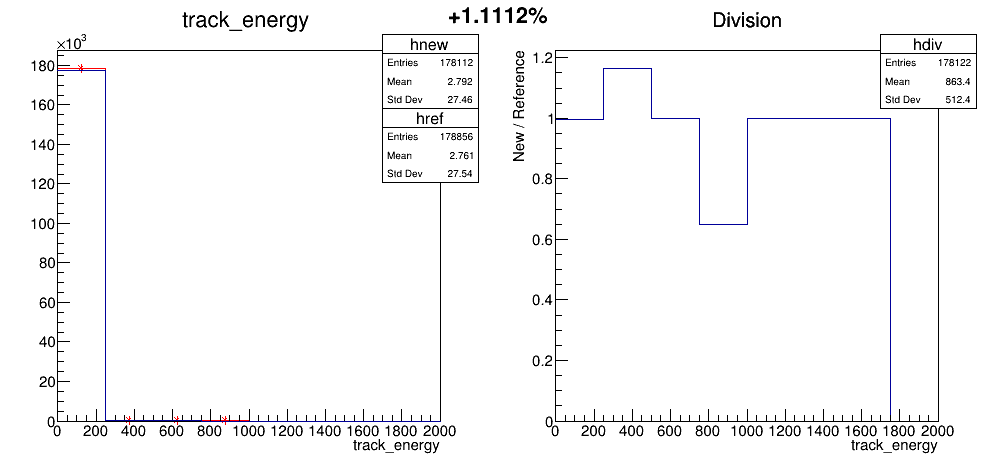 track_energy
+1.1112%
Division
×10³
hnew
Entries 178112
Mean 2.792
Std Dev 27.46
href
Entries 178856
Mean 2.761
Std Dev 27.54
180
160
140
120
100
80
60
40
20
0
0 200 400 600 800 1000 1200 1400 1600 1800 2000
track_energy
hdiv
Entries 178122
Mean 863.4
Std Dev 512.4
New / Reference
1.2
1
0.8
0.6
0.4
0.2
0
0 200 400 600 800 1000 1200 1400 1600 1800 2000
track_energy